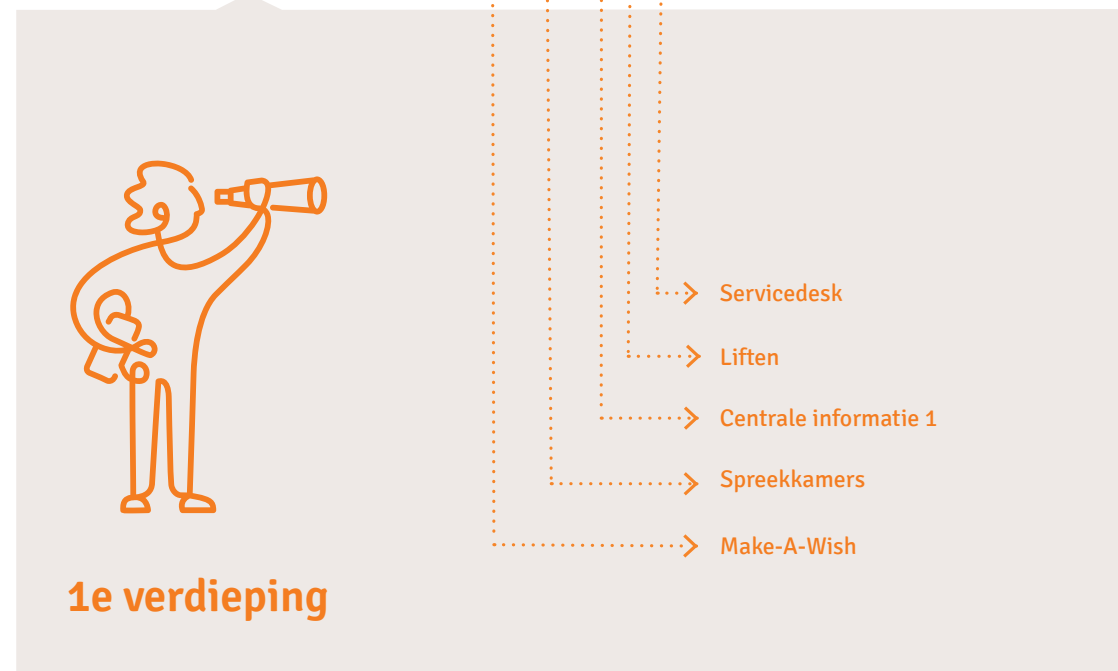 Servicedesk
Liften
Centrale informatie 1
Spreekkamers
Make-A-Wish
1e verdieping